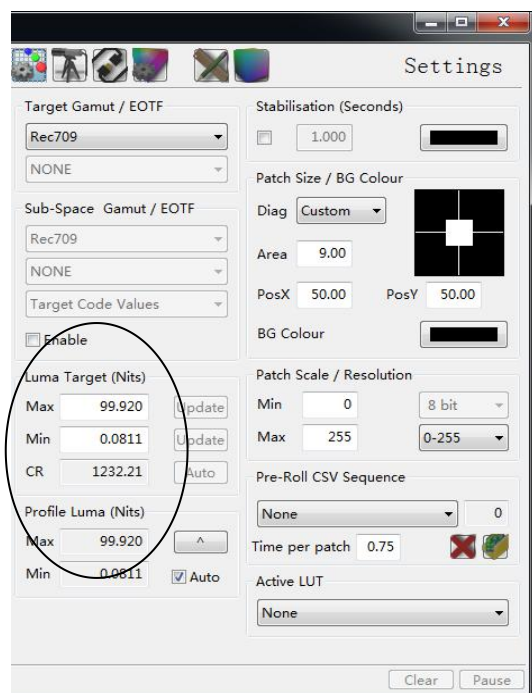 Settings
Target Gamut / EOTF
Rec709
NONE
Sub-Space Gamut / EOTF
Rec709
NONE
Target Code Values
Enable
Luma Target (Nits)
Max 99.920 Update
Min 0.0811 Update
CR 1232.21 Auto
Profile Luma (Nits)
Max 99.920 ^
Min 0.0811 Auto
Stabilisation (Seconds)
1.000
Patch Size / BG Colour
Diag Custom
Area 9.00
PosX 50.00 PosY 50.00
BG Colour
Patch Scale / Resolution
Min 0 8 bit
Max 255 0-255
Pre-Roll CSV Sequence
None 0
Time per patch 0.75
Active LUT
None
Clear Pause